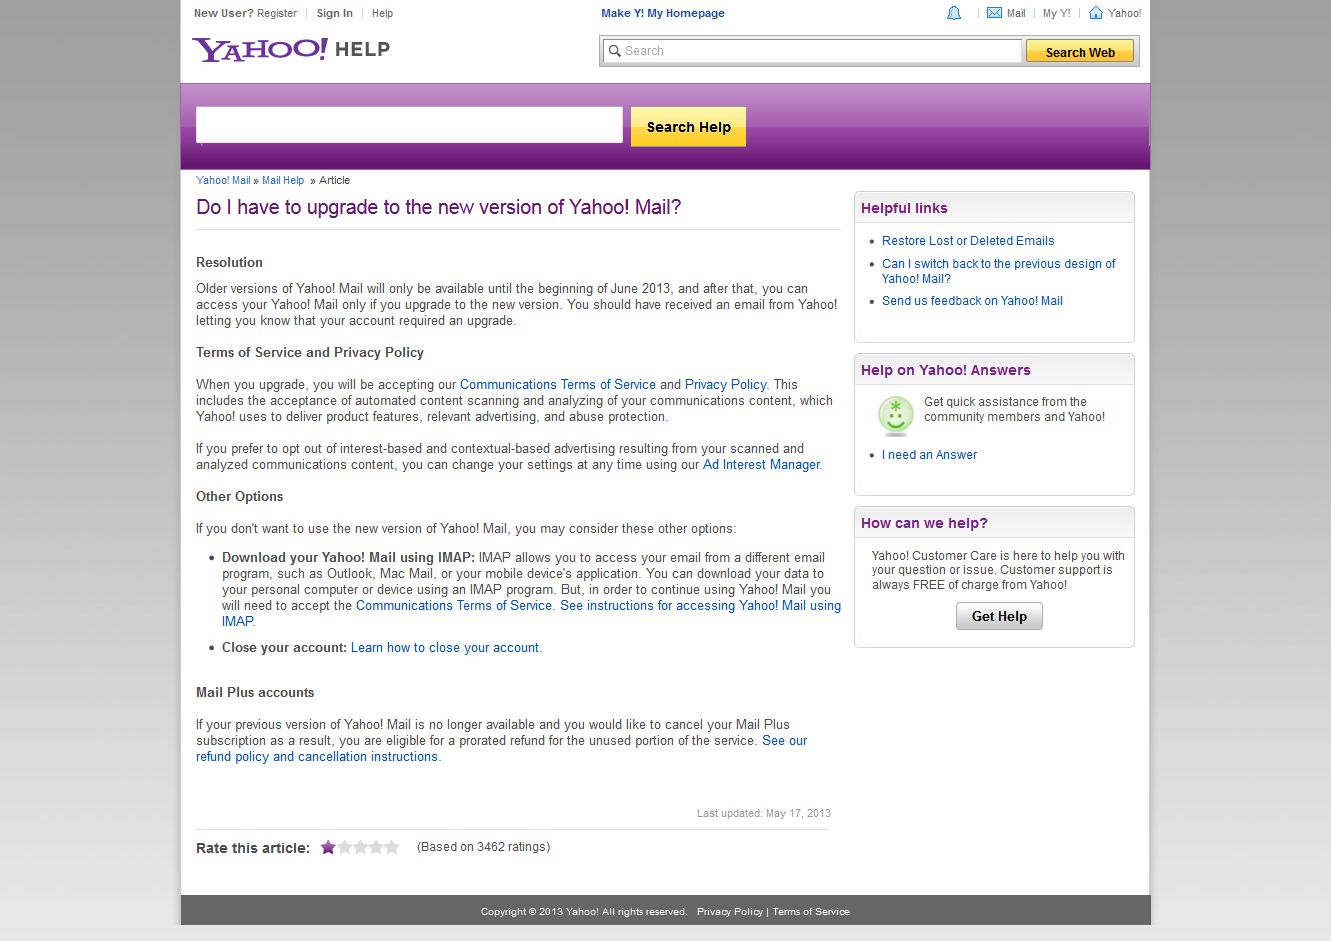 New User? Register Sign In Help Make Y! My Homepage Mail My Y! Yahoo!
YAHOO! HELP
Search Search Web
Search Help
Yahoo! Mail » Mail Help » Article
Do I have to upgrade to the new version of Yahoo! Mail?
Resolution
Older versions of Yahoo! Mail will only be available until the beginning of June 2013, and after that, you can
access your Yahoo! Mail only if you upgrade to the new version. You should have received an email from Yahoo!
letting you know that your account required an upgrade.
Terms of Service and Privacy Policy
When you upgrade, you will be accepting our Communications Terms of Service and Privacy Policy. This
includes the acceptance of automated content scanning and analyzing of your communications content, which
Yahoo! uses to deliver product features, relevant advertising, and abuse protection.
If you prefer to opt out of interest-based and contextual-based advertising resulting from your scanned and
analyzed communications content, you can change your settings at any time using our Ad Interest Manager.
Other Options
If you don't want to use the new version of Yahoo! Mail, you may consider these other options:
• Download your Yahoo! Mail using IMAP: IMAP allows you to access your email from a different email
program, such as Outlook, Mac Mail, or your mobile device's application. You can download your data to
your personal computer or device using an IMAP program. But, in order to continue using Yahoo! Mail you
will need to accept the Communications Terms of Service. See instructions for accessing Yahoo! Mail using
IMAP.
• Close your account: Learn how to close your account.
Mail Plus accounts
If your previous version of Yahoo! Mail is no longer available and you would like to cancel your Mail Plus
subscription as a result, you are eligible for a prorated refund for the unused portion of the service. See our
refund policy and cancellation instructions.
Last updated: May 17, 2013
Rate this article: (Based on 3462 ratings)
Helpful links
• Restore Lost or Deleted Emails
• Can I switch back to the previous design of
Yahoo! Mail?
• Send us feedback on Yahoo! Mail
Help on Yahoo! Answers
Get quick assistance from the
community members and Yahoo!
• I need an Answer
How can we help?
Yahoo! Customer Care is here to help you with
your question or issue. Customer support is
always FREE of charge from Yahoo!
Get Help
Copyright © 2013 Yahoo! All rights reserved. Privacy Policy | Terms of Service